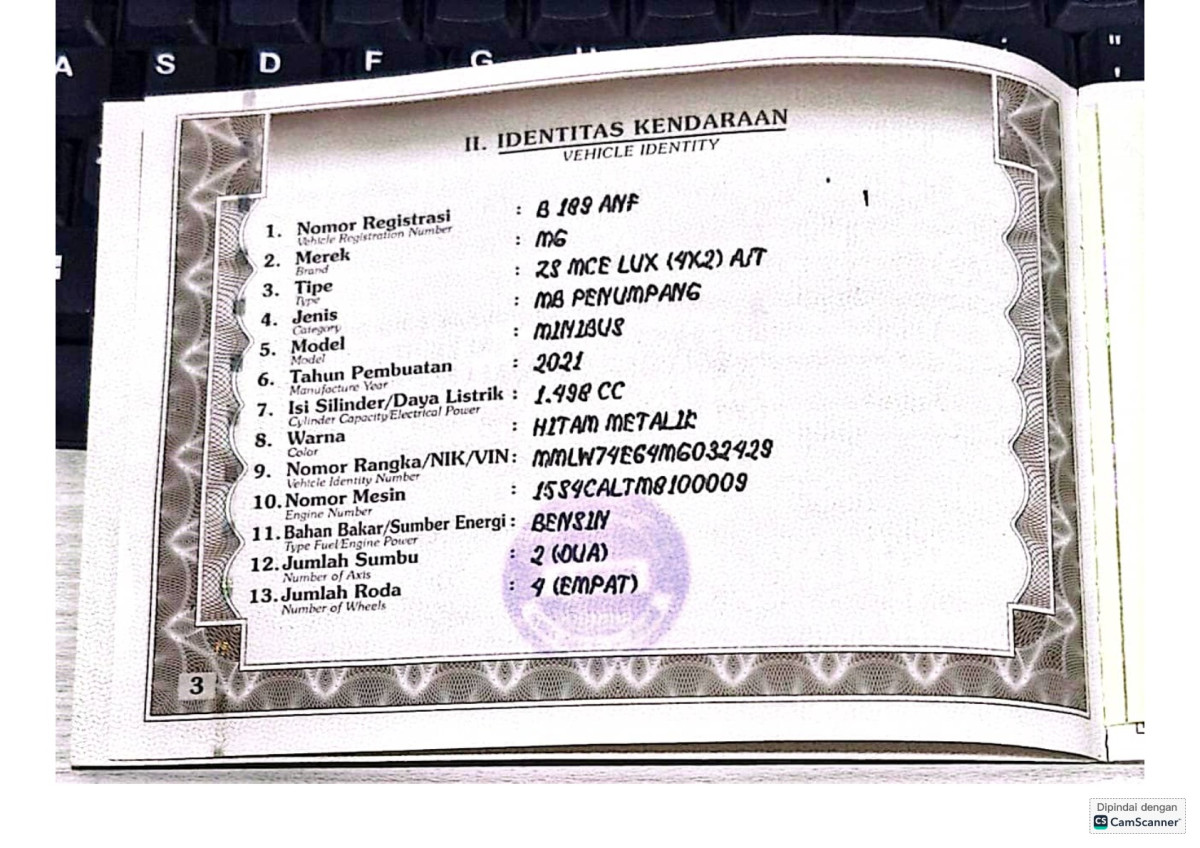 A S D F G
II. IDENTITAS KENDARAAN
VEHICLE IDENTITY
1. Nomor Registrasi : B 189 ANF
Vehicle Registration Number
2. Merek : MG
Brand
3. Tipe : ZS MCE LUX (4X2) A/T
Type
4. Jenis : MB PENUMPANG
Category
5. Model : MINIBUS
Model
6. Tahun Pembuatan : 2021
Manufacture Year
7. Isi Silinder/Daya Listrik : 1.498 CC
Cylinder Capacity/Electrical Power
8. Warna : HITAM METALIK
Color
9. Nomor Rangka/NIK/VIN : MMLW74E64MG032429
Vehicle Identity Number
10. Nomor Mesin : 15S4CALTM8100009
Engine Number
11. Bahan Bakar/Sumber Energi : BENSIN
Type Fuel/Engine Power
12. Jumlah Sumbu : 2 (DUA)
Number of Axis
13. Jumlah Roda : 4 (EMPAT)
Number of Wheels
3
Dipindai dengan
CS CamScanner